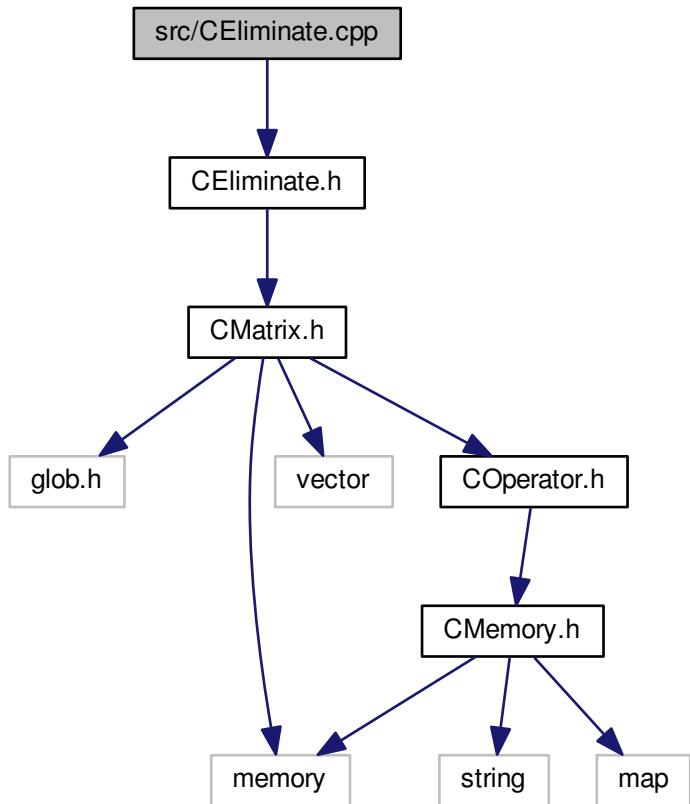 src/CEliminate.cpp
CEliminate.h
CMatrix.h
glob.h
vector
COperator.h
CMemory.h
memory
string
map